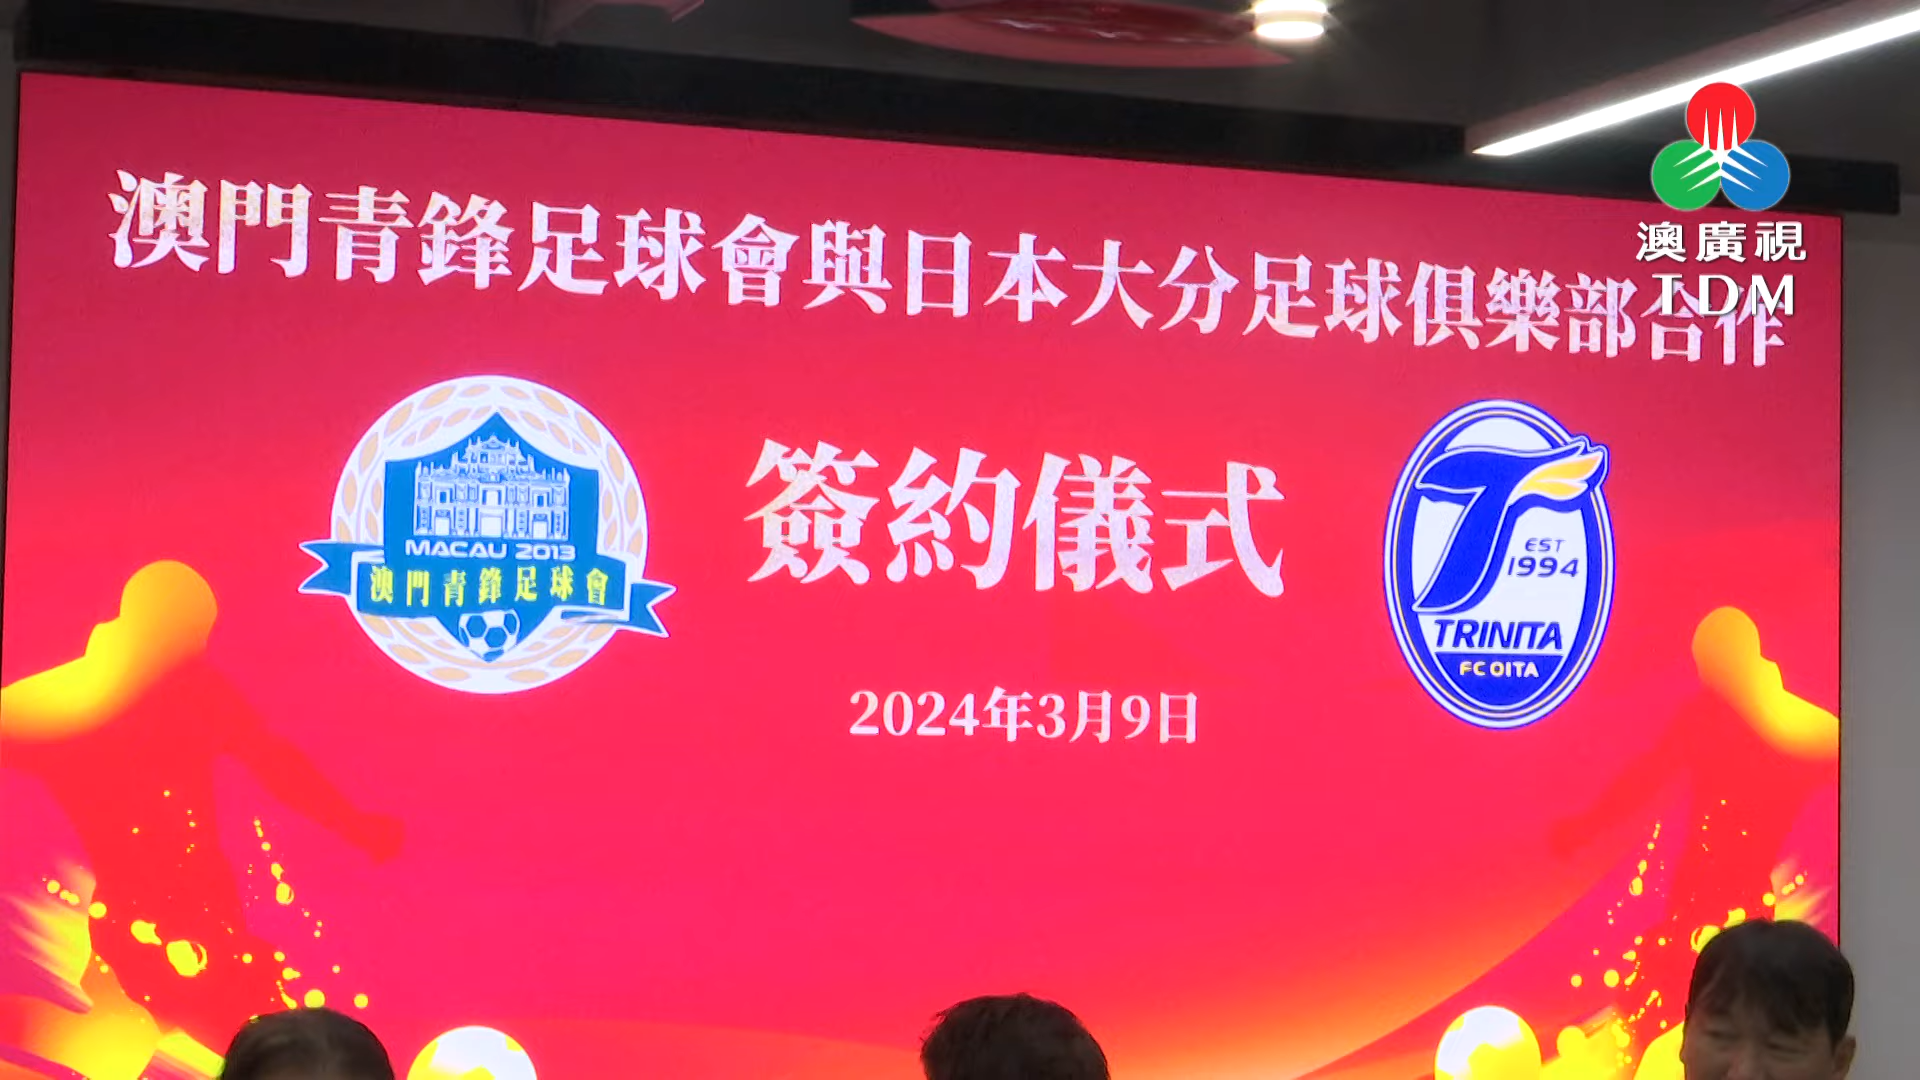 澳門青鋒足球會與日本大分足球俱樂部合作
澳廣視
TDM
簽約儀式
MACAU 2013
澳門青鋒足球會
EST
1994
TRINITA
FC OITA
2024年3月9日